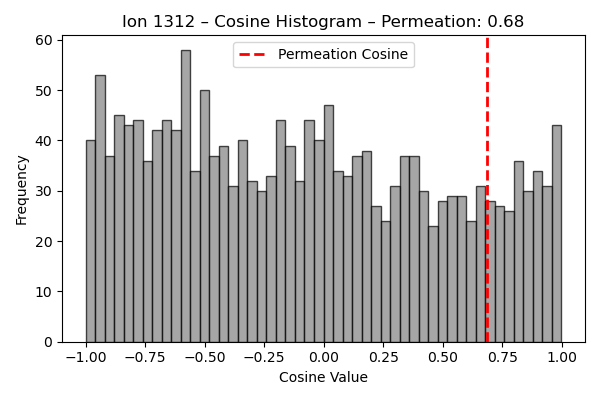 Ion 1312 – Cosine Histogram – Permeation: 0.68
Permeation Cosine
Frequency
60
50
40
30
20
10
0
−1.00 −0.75 −0.50 −0.25 0.00 0.25 0.50 0.75 1.00
Cosine Value